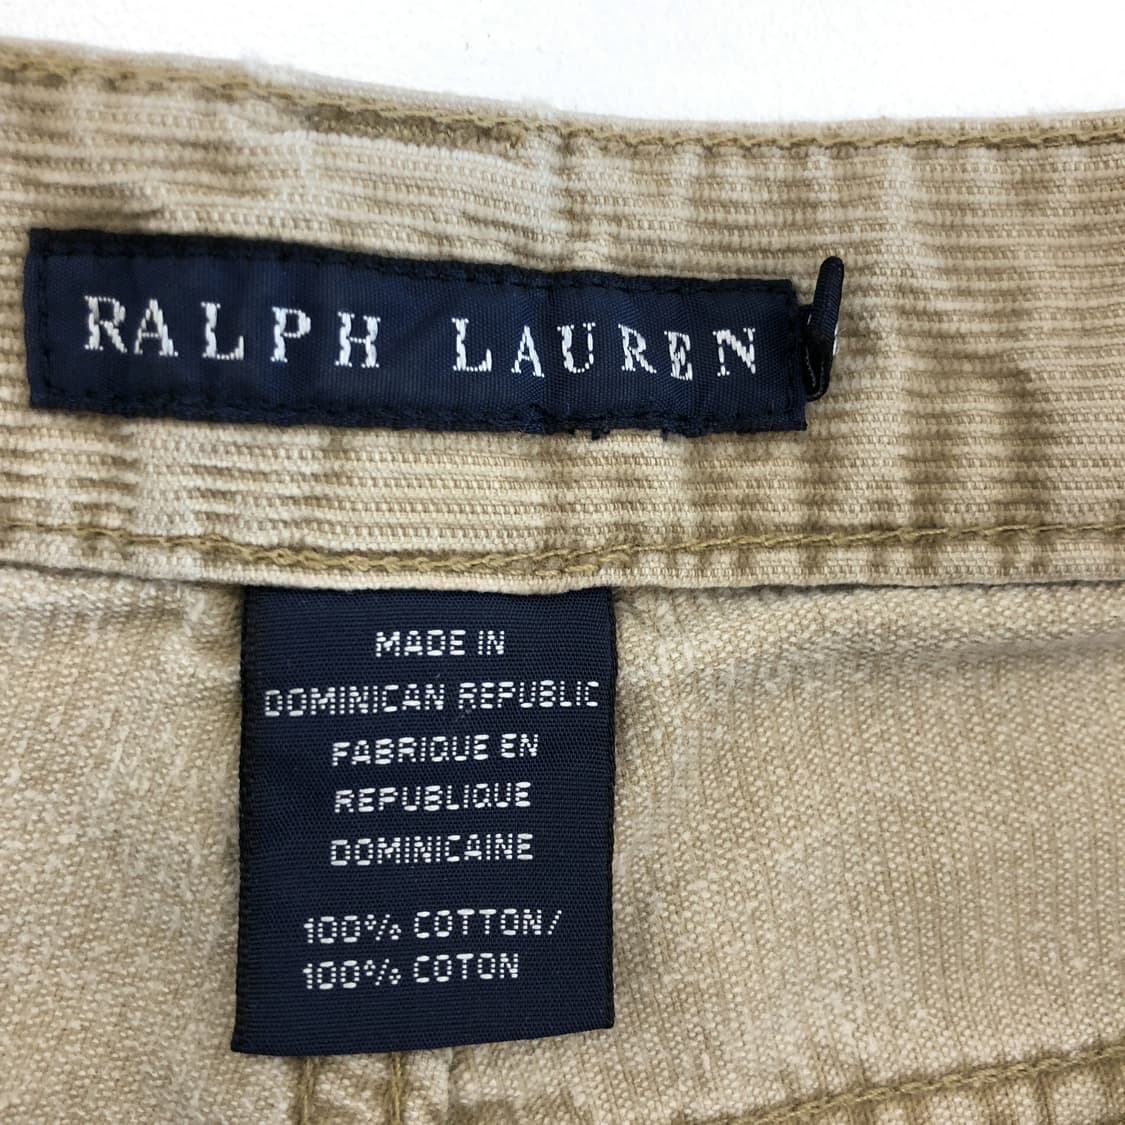 RALPH LAUREN
MADE IN
DOMINICAN REPUBLIC
FABRIQUE EN
REPUBLIQUE
DOMINICAINE
100% COTTON/
100% COTON